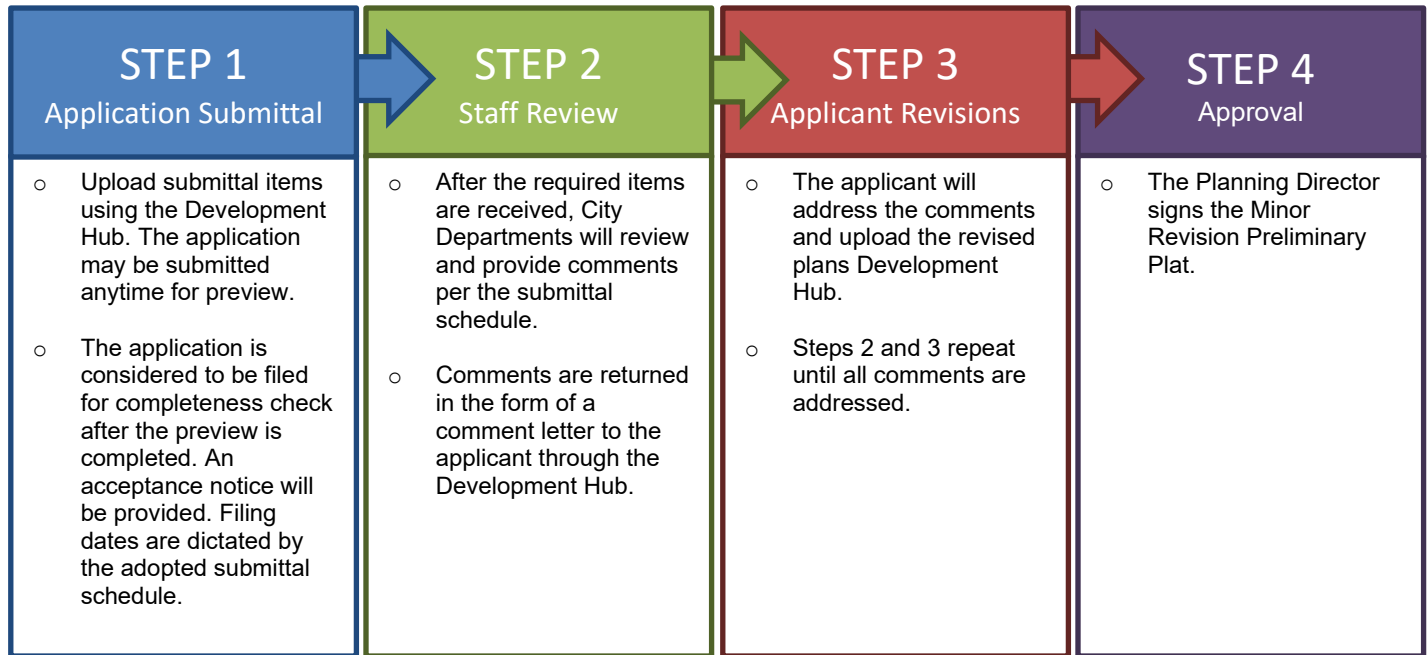 STEP 1
Application Submittal
○ Upload submittal items
using the Development
Hub. The application
may be submitted
anytime for preview.
○ The application is
considered to be filed
for completeness check
after the preview is
completed. An
acceptance notice will
be provided. Filing
dates are dictated by
the adopted submittal
schedule.
STEP 2
Staff Review
○ After the required items
are received, City
Departments will review
and provide comments
per the submittal
schedule.
○ Comments are returned
in the form of a
comment letter to the
applicant through the
Development Hub.
STEP 3
Applicant Revisions
○ The applicant will
address the comments
and upload the revised
plans Development
Hub.
○ Steps 2 and 3 repeat
until all comments are
addressed.
STEP 4
Approval
○ The Planning Director
signs the Minor
Revision Preliminary
Plat.